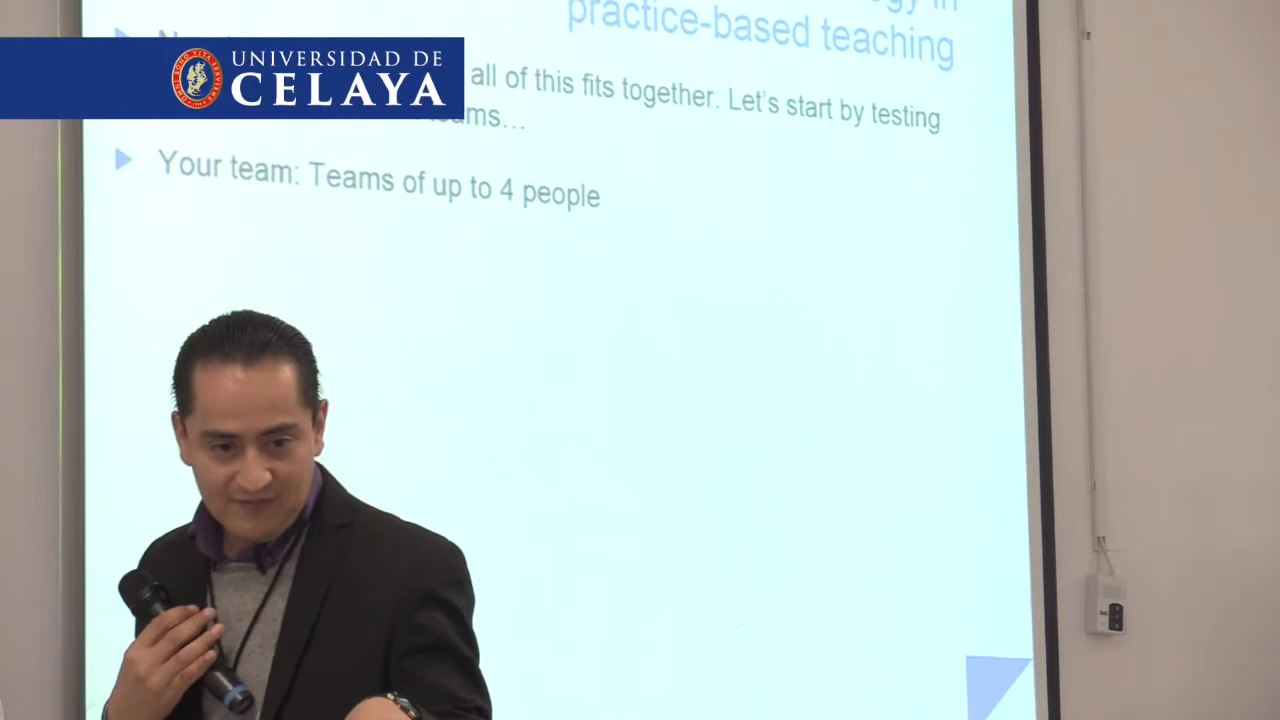 practice-based teaching
all of this fits together. Let's start by testing
Your team: Teams of up to 4 people
UNIVERSIDAD DE
CELAYA